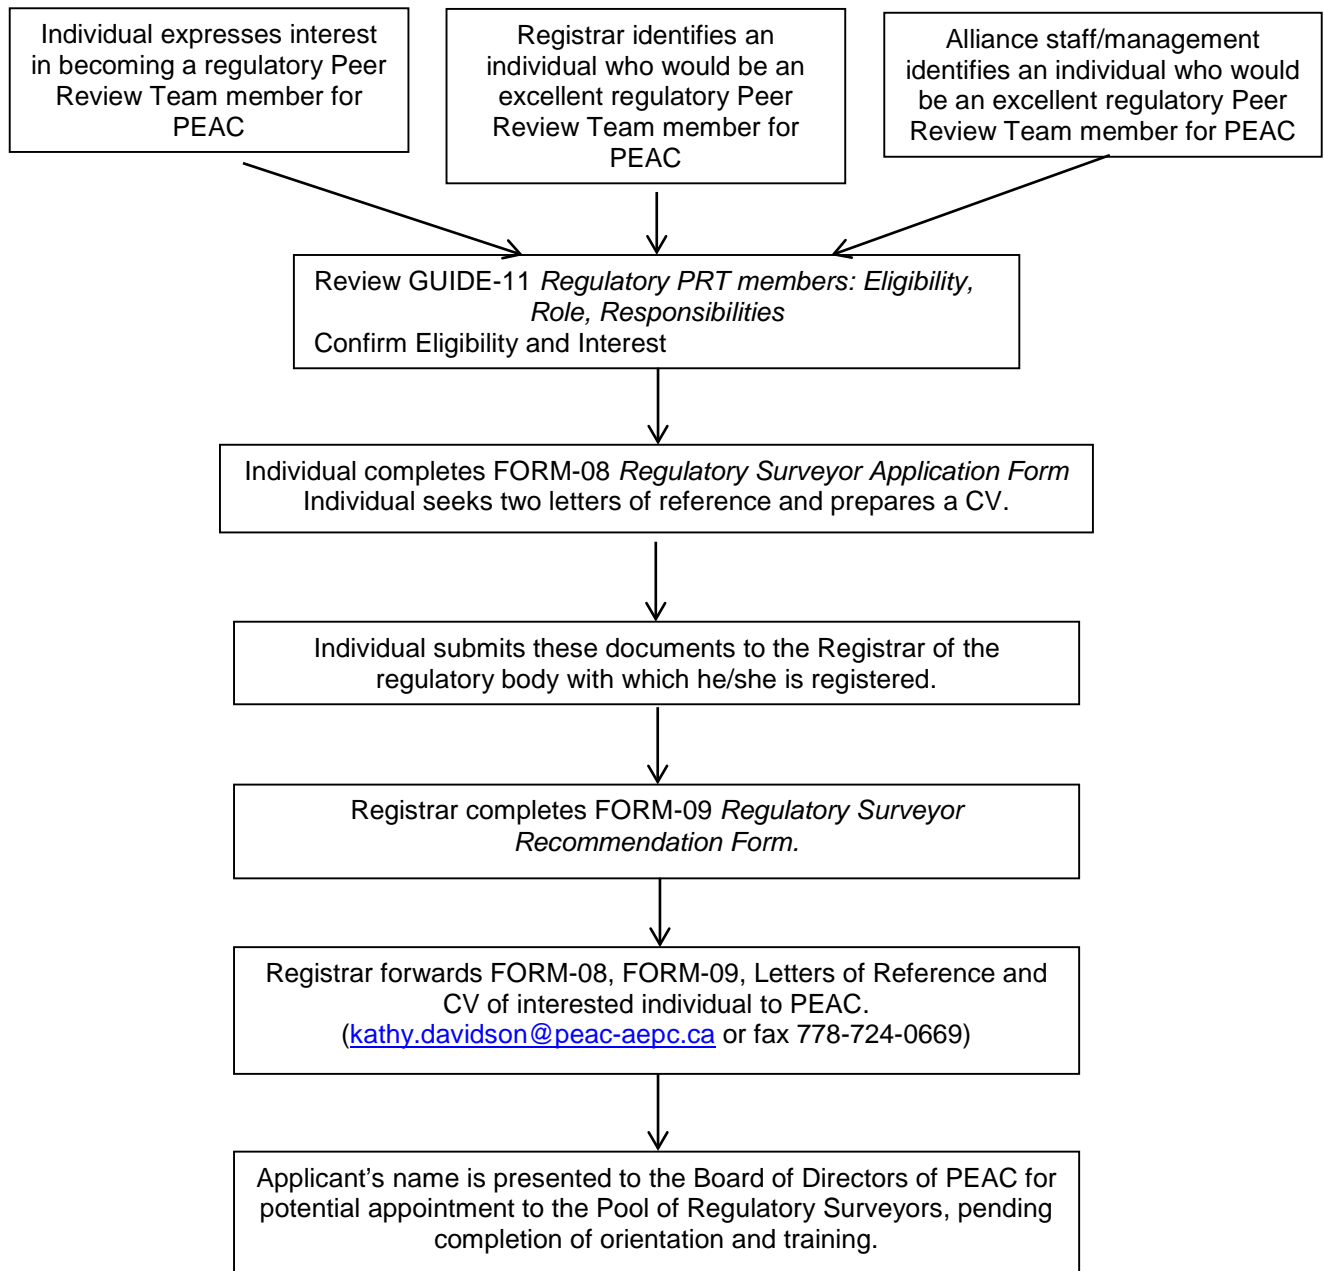 Individual expresses interest
in becoming a regulatory Peer
Review Team member for
PEAC
Registrar identifies an
individual who would be an
excellent regulatory Peer
Review Team member for
PEAC
Alliance staff/management
identifies an individual who would
be an excellent regulatory Peer
Review Team member for PEAC
Review GUIDE-11 Regulatory PRT members: Eligibility,
Role, Responsibilities
Confirm Eligibility and Interest
Individual completes FORM-08 Regulatory Surveyor Application Form
Individual seeks two letters of reference and prepares a CV.
Individual submits these documents to the Registrar of the
regulatory body with which he/she is registered.
Registrar completes FORM-09 Regulatory Surveyor
Recommendation Form.
Registrar forwards FORM-08, FORM-09, Letters of Reference and
CV of interested individual to PEAC.
(kathy.davidson@peac-aepc.ca or fax 778-724-0669)
Applicant’s name is presented to the Board of Directors of PEAC for
potential appointment to the Pool of Regulatory Surveyors, pending
completion of orientation and training.